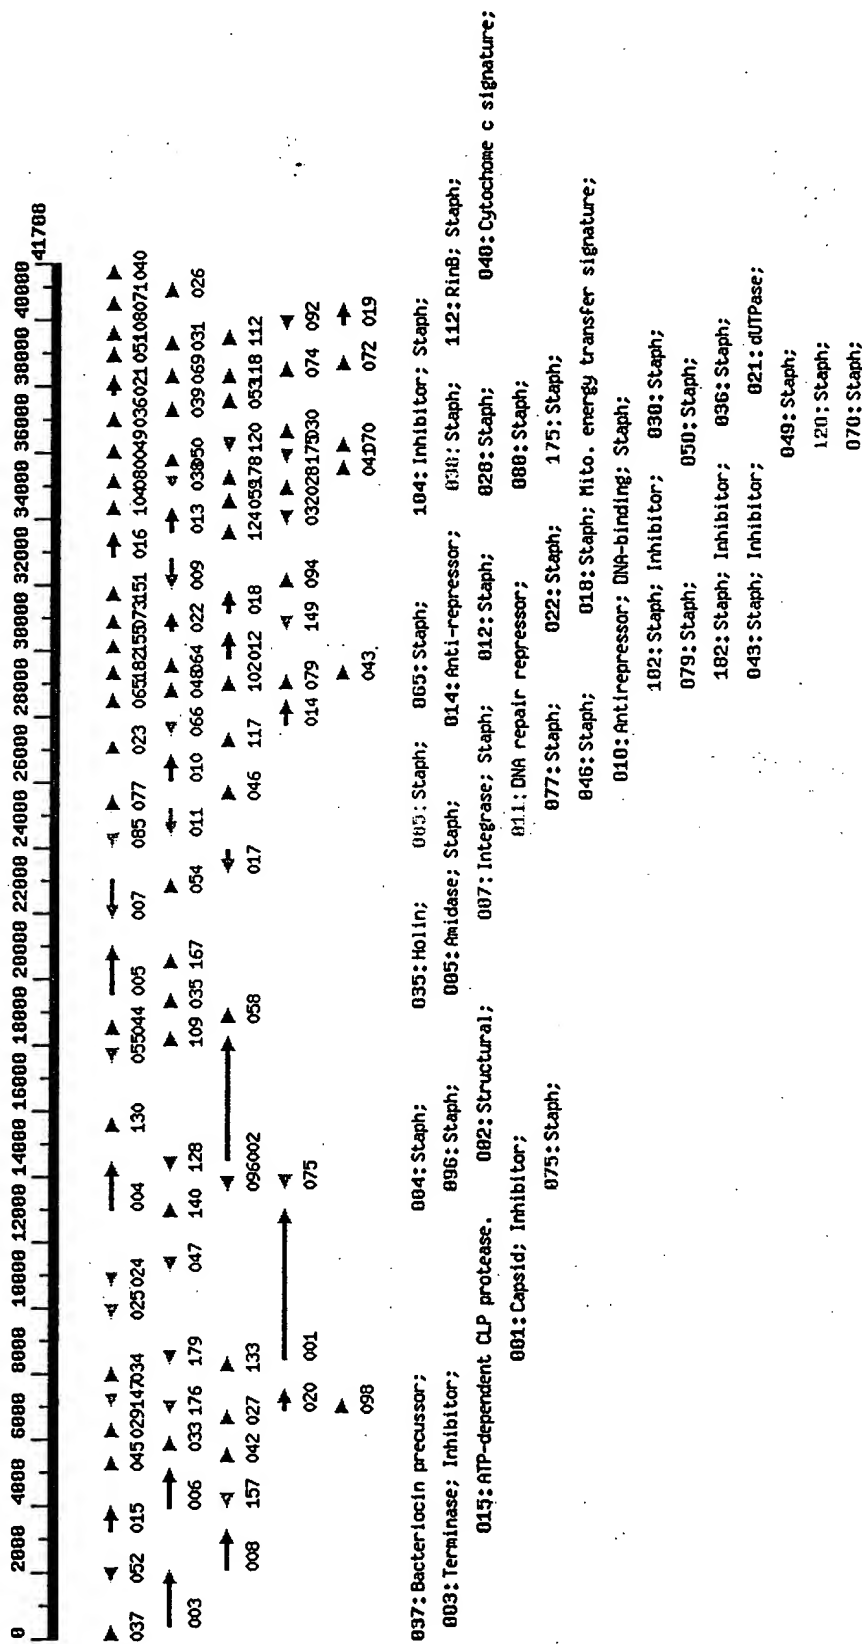 0 2000 4000 6000 8000 10000 12000 14000 16000 18000 20000 22000 24000 26000 28000 30000 32000 34000 36000 38000 40000
41708
037 052 015 045 029 147 034 025 024 004 130 055 044 005 007 085 077 023 065 182 155 073 151 016 104 080 049 036 021 051 080 71 040
003 006 033 176 179 047 140 128 109 035 167 054 011 010 066 048 064 022 009 013 038 050 039 069 031 026
008 157 042 027 133 096 002 058 017 046 117 102 012 018 124 059 178 120 053 118 112
020 001 075 014 079 149 094 032 028 175 030 074 092
098 043 041 070 072 019
037: Bacteriocin precussor; 004: Staph; 035: Holin; 085: Staph; 065: Staph; 104: Inhibitor; Staph;
003: Terminase; Inhibitor; 096: Staph; 005: Amidase; Staph; 014: Anti-repressor; 038: Staph; 112: RinB; Staph;
015: ATP-dependent CLP protease. 002: Structural; 007: Integrase; Staph; 012: Staph; 028: Staph; 040: Cytochome c signature;
001: Capsid; Inhibitor; 011: DNA repair repressor; 080: Staph;
075: Staph; 077: Staph; 022: Staph; 175: Staph;
046: Staph; 018: Staph; Mito. energy transfer signature;
010: Antirepressor; DNA-binding; Staph;
102: Staph; Inhibitor; 030: Staph;
079: Staph; 050: Staph;
182: Staph; Inhibitor; 036: Staph;
043: Staph; Inhibitor; 021: dUTPase;
049: Staph;
120: Staph;
070: Staph;